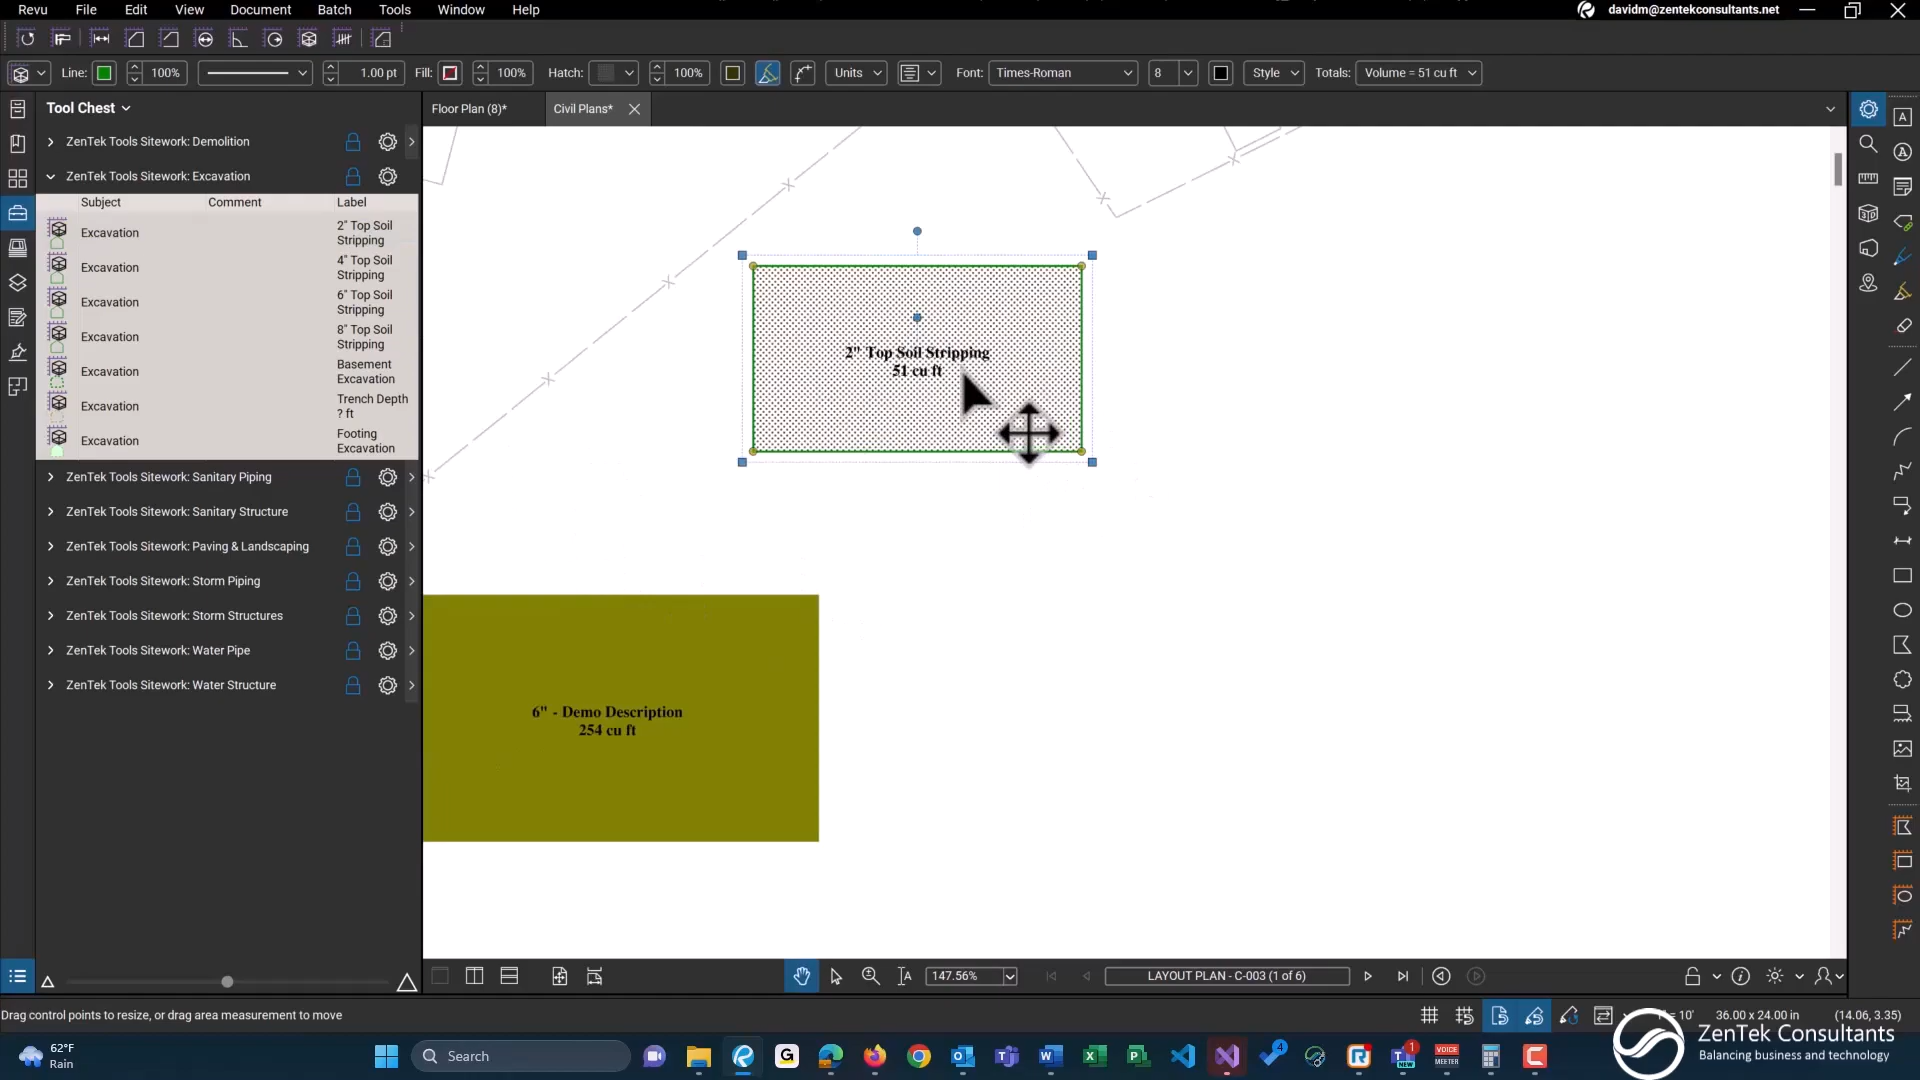 Revu File Edit View Document Batch Tools Window Help
davidm@zentekconsultants.net
Line: 100% 1.00 pt Fill: 100% Hatch: 100% Units Font: Times-Roman 8 Style Totals: Volume = 51 cu ft
Tool Chest
Floor Plan (8)* Civil Plans*
ZenTek Tools Sitework: Demolition
ZenTek Tools Sitework: Excavation
Subject Comment Label
Excavation 2" Top Soil
Stripping
Excavation 4" Top Soil
Stripping
Excavation 6" Top Soil
Stripping
Excavation 8" Top Soil
Stripping
Excavation Basement
Excavation
Excavation Trench Depth
? ft
Excavation Footing
Excavation
ZenTek Tools Sitework: Sanitary Piping
ZenTek Tools Sitework: Sanitary Structure
ZenTek Tools Sitework: Paving & Landscaping
ZenTek Tools Sitework: Storm Piping
ZenTek Tools Sitework: Storm Structures
ZenTek Tools Sitework: Water Pipe
ZenTek Tools Sitework: Water Structure
2" Top Soil Stripping
51 cu ft
6" - Demo Description
254 cu ft
147.56%
LAYOUT PLAN - C-003 (1 of 6)
Drag control points to resize, or drag area measurement to move
= 10' 36.00 x 24.00 in (14.06, 3.35)
62°F
Rain
Search
4
1
NEW
VOICE
MEETER
ZenTek Consultants
Balancing business and technology